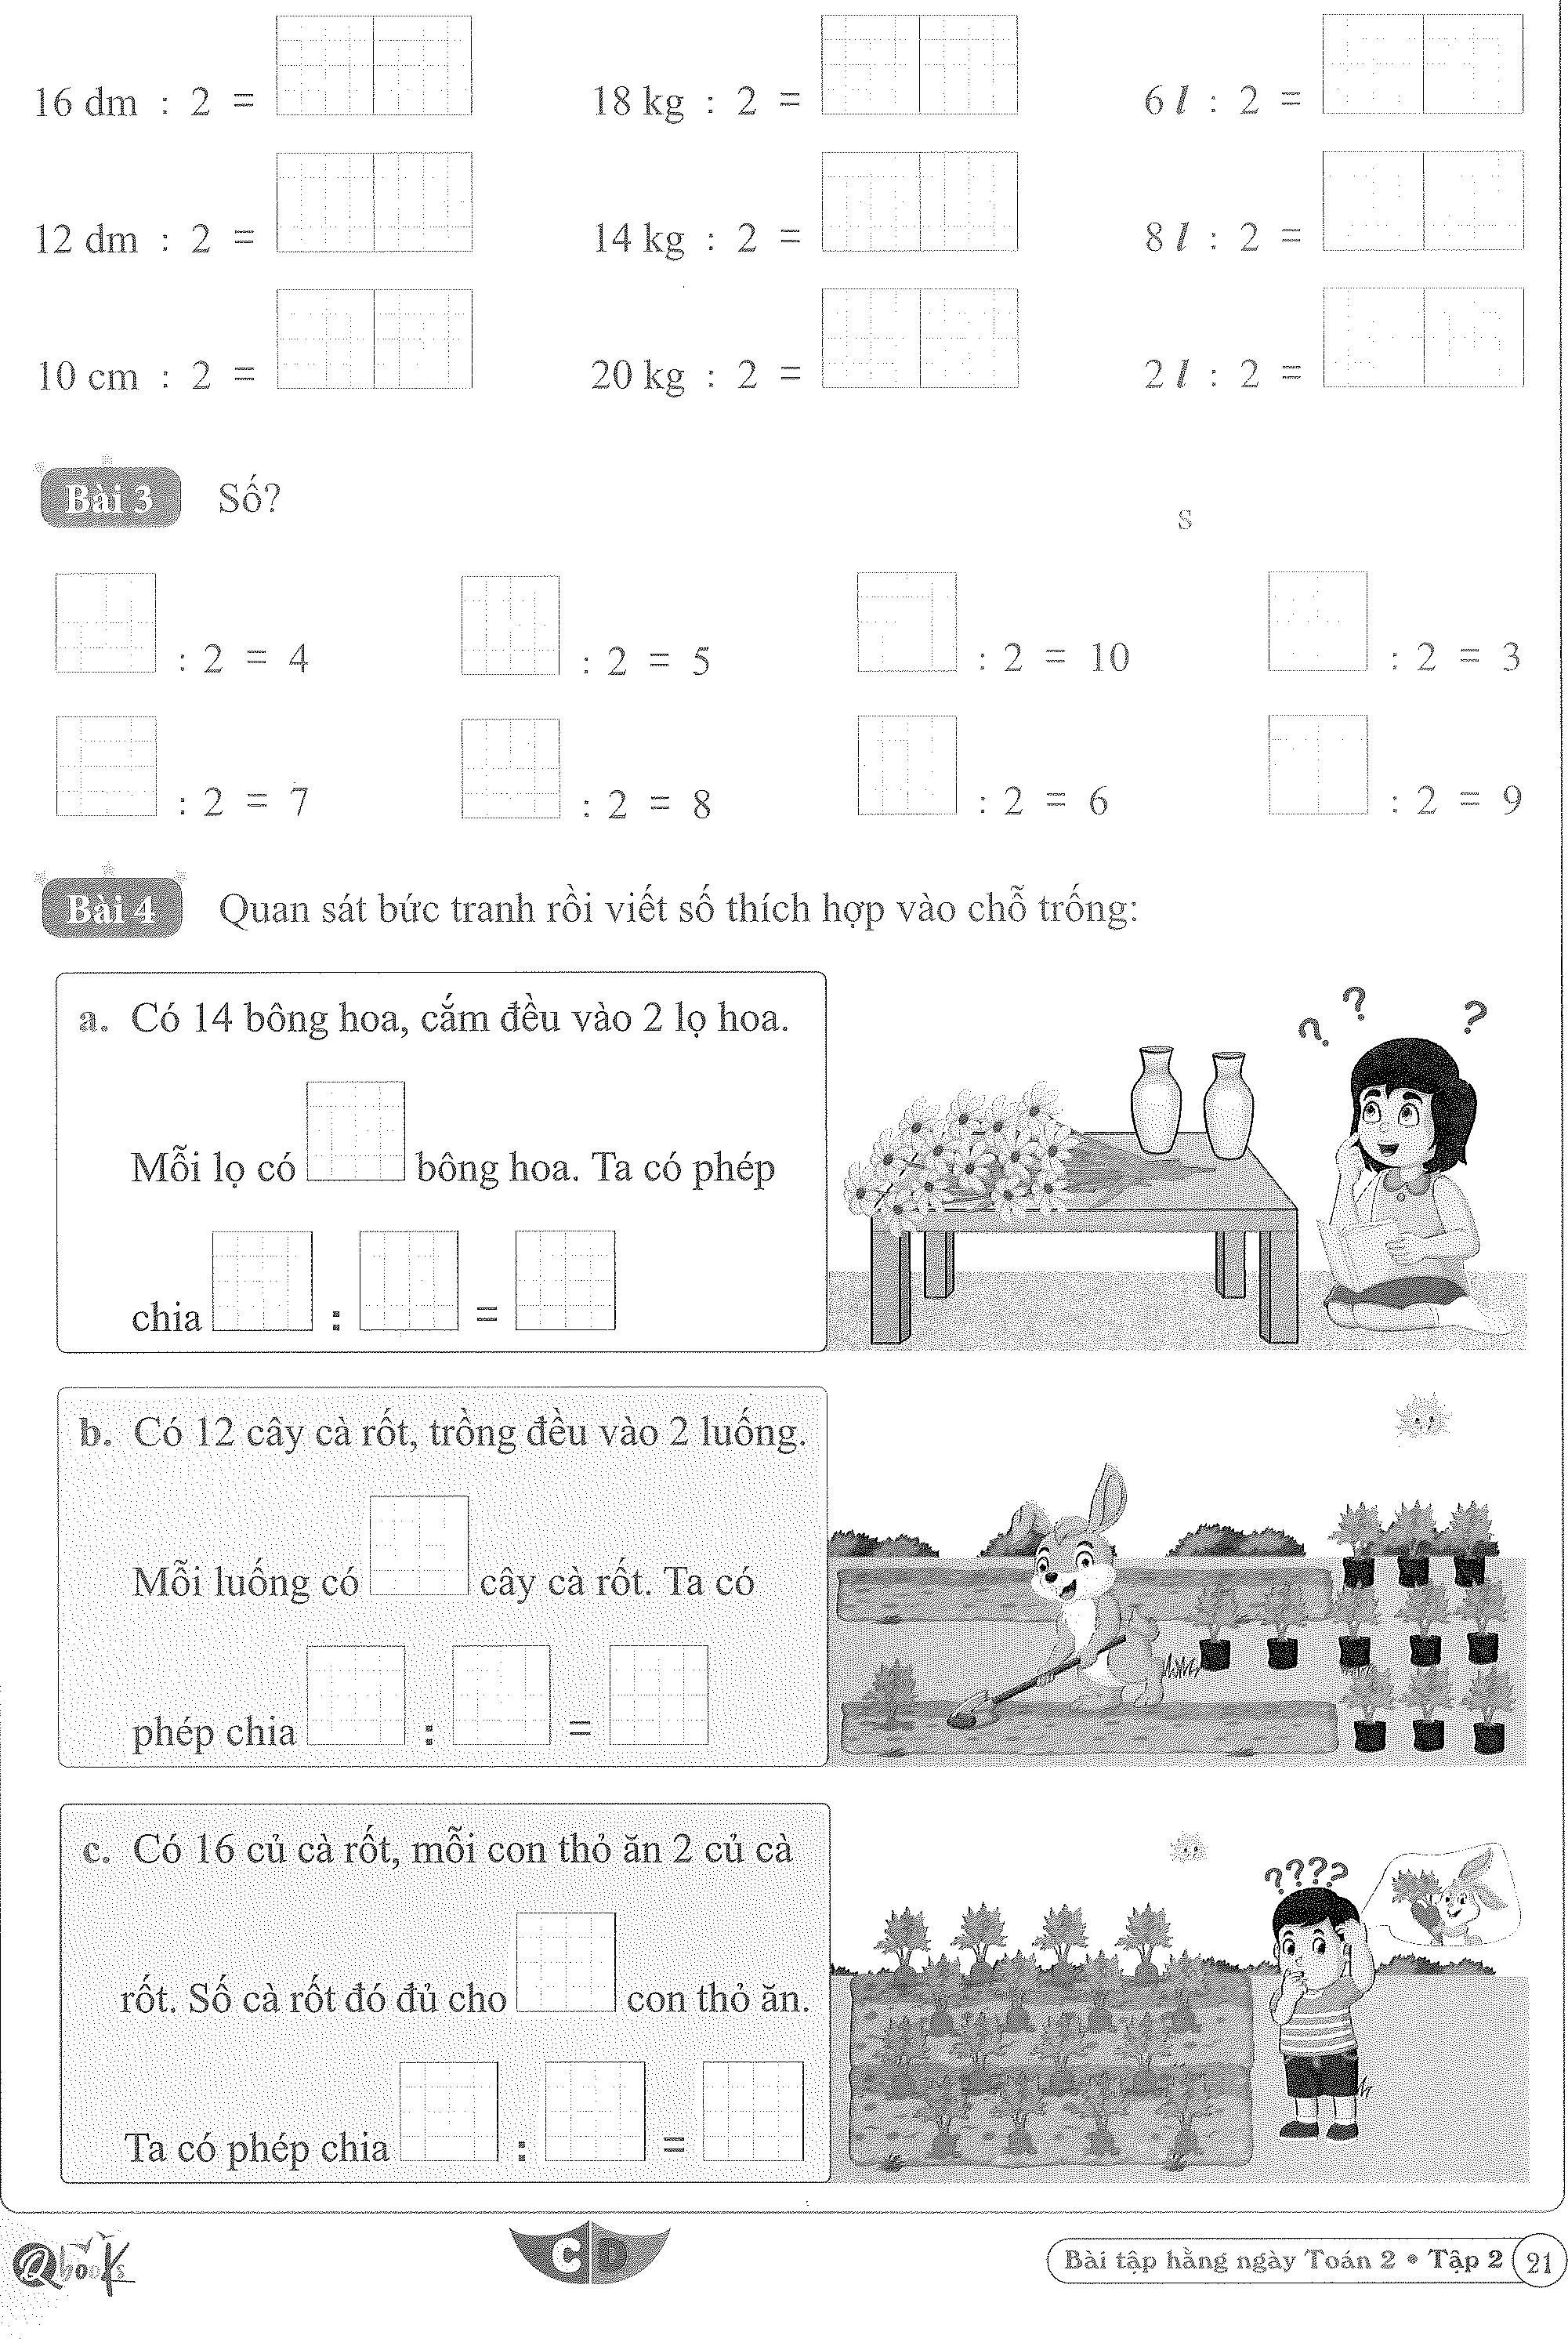 16 dm : 2 = 18 kg : 2 = 6 l : 2 =
12 dm : 2 = 14 kg : 2 = 8 l : 2 =
10 cm : 2 = 20 kg : 2 = 2 l : 2 =
Bài 3 Số?
s
: 2 = 4 : 2 = 5 : 2 = 10 : 2 = 3
: 2 = 7 : 2 = 8 : 2 = 6 : 2 = 9
Bài 4 Quan sát bức tranh rồi viết số thích hợp vào chỗ trống:
a. Có 14 bông hoa, cắm đều vào 2 lọ hoa.
Mỗi lọ có bông hoa. Ta có phép
chia : =
? ? ?
b. Có 12 cây cà rốt, trồng đều vào 2 luống.
Mỗi luống có cây cà rốt. Ta có
phép chia : =
c. Có 16 củ cà rốt, mỗi con thỏ ăn 2 củ cà
rốt. Số cà rốt đó đủ cho con thỏ ăn.
Ta có phép chia : =
????
Qbooks
CD
Bài tập hằng ngày Toán 2 • Tập 2 21